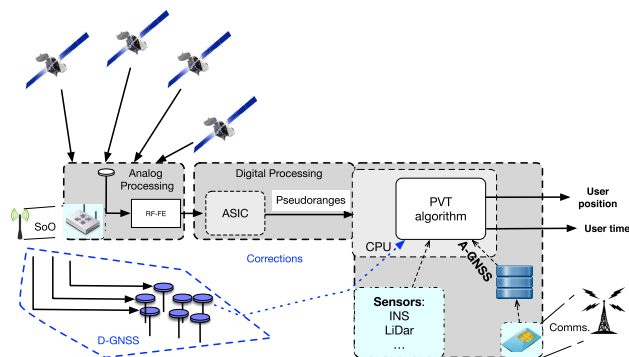 Analog
Processing
Digital Processing
RF-FE
ASIC
Pseudoranges
PVT
algorithm
CPU
User
position
User time
SoO
Corrections
A-GNSS
D-GNSS
Sensors:
INS
LiDar
...
Comms.